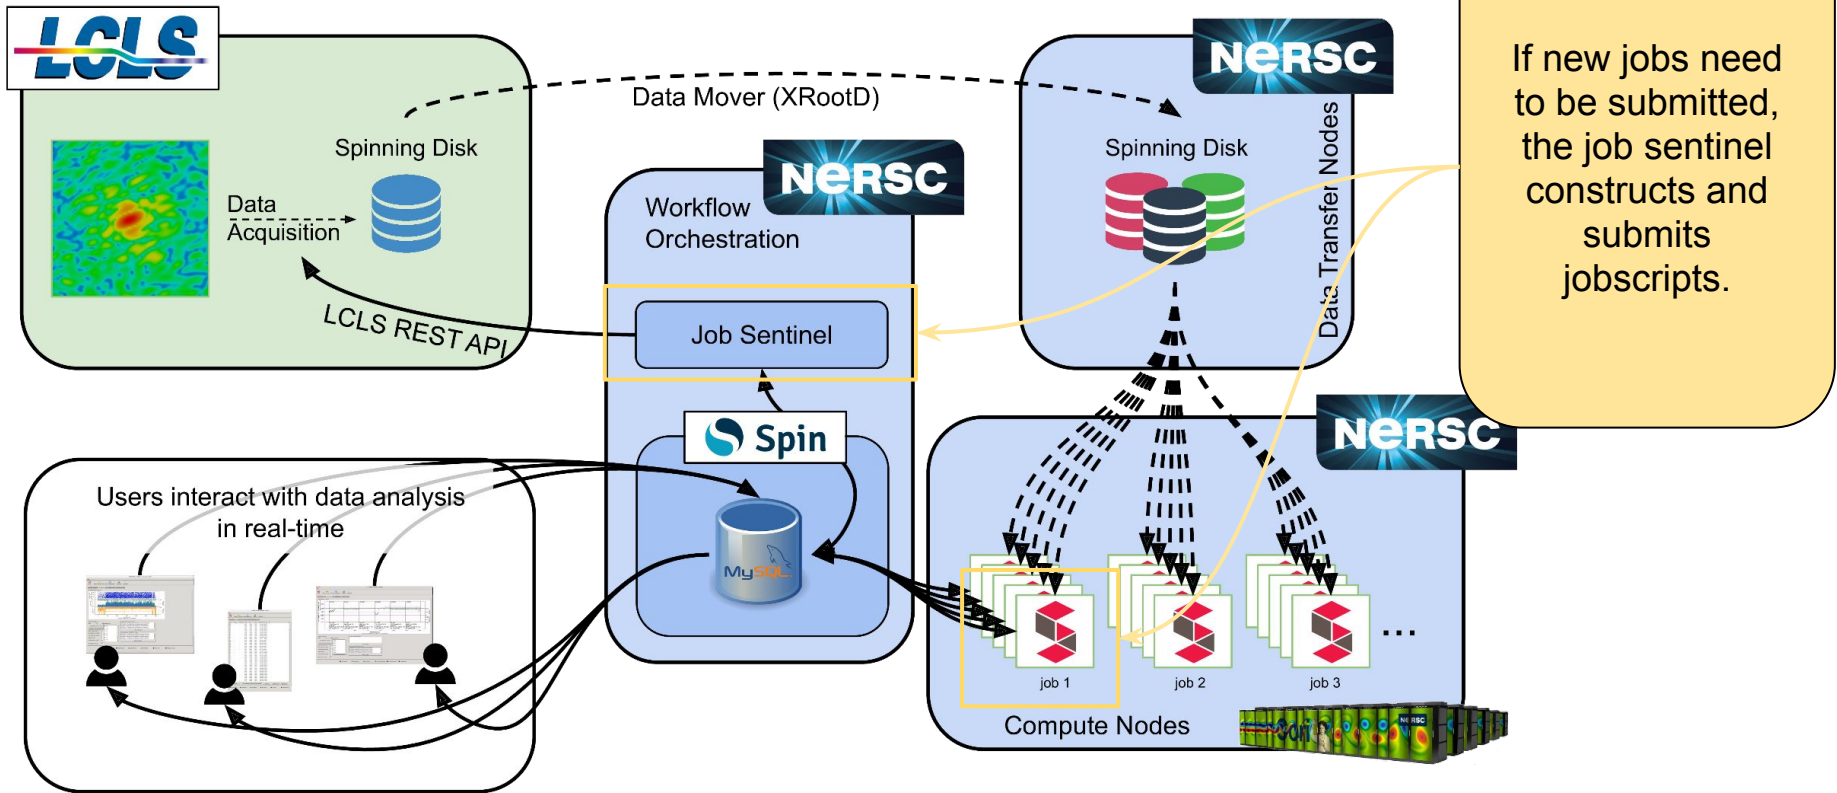 LCLS
NERSC
If new jobs need
to be submitted,
the job sentinel
constructs and
submits
jobscripts.
Data Mover (XRootD)
Spinning Disk
Spinning Disk
Data Transfer Nodes
NERSC
Data
Acquisition
Workflow
Orchestration
LCLS REST API
Job Sentinel
Spin
NERSC
Users interact with data analysis
in real-time
MySQL
...
job 1
job 2
job 3
Compute Nodes
cori
NERSC